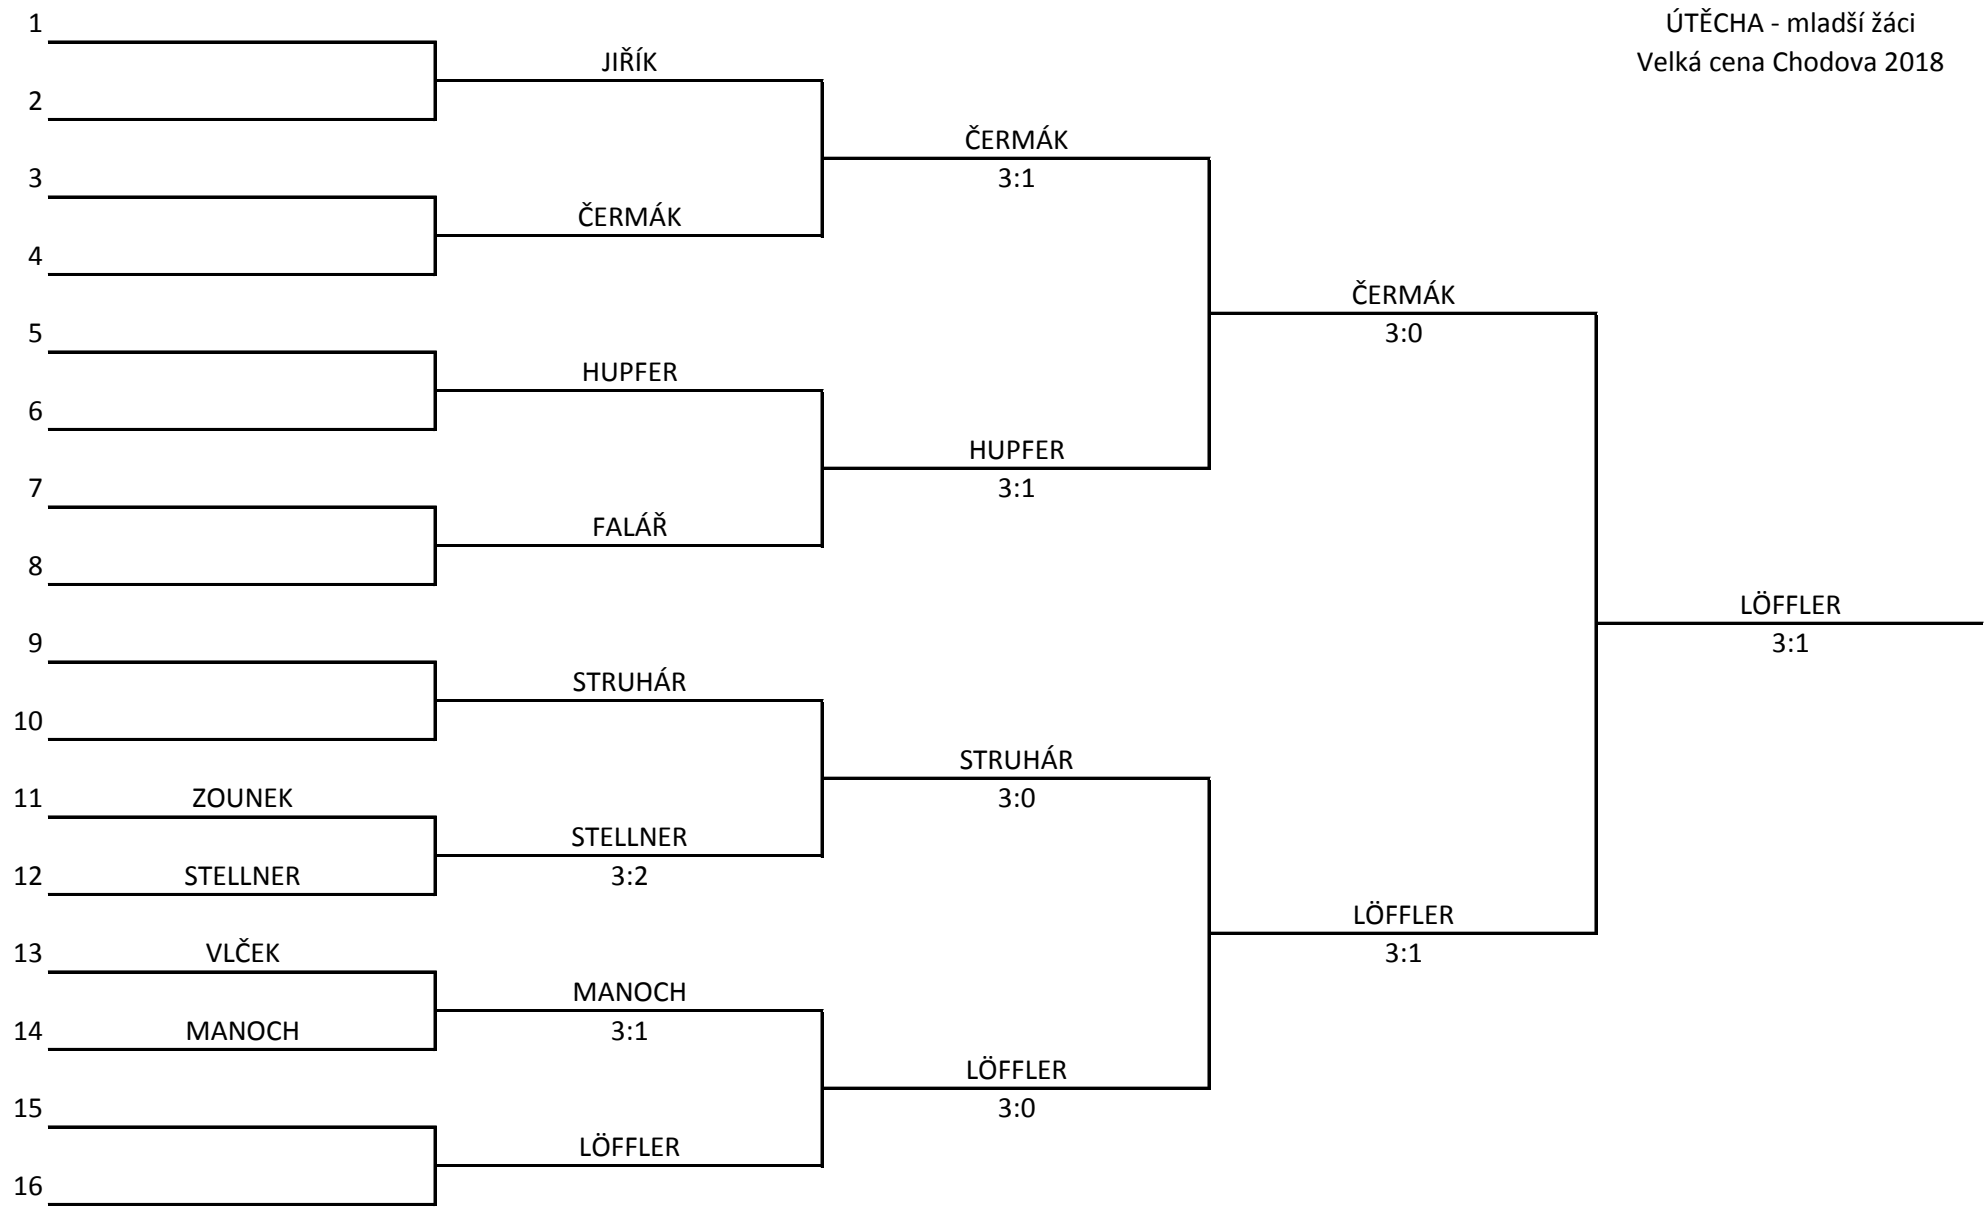 ÚTĚCHA - mladší žáci
Velká cena Chodova 2018
1
JIŘÍK
2
ČERMÁK
3
3:1
ČERMÁK
4
ČERMÁK
5
3:0
HUPFER
6
HUPFER
7
3:1
FALÁŘ
8
LÖFFLER
9
3:1
STRUHÁR
10
STRUHÁR
11 ZOUNEK
3:0
STELLNER
12 STELLNER
3:2
LÖFFLER
13 VLČEK
3:1
MANOCH
14 MANOCH
3:1
LÖFFLER
15
3:0
LÖFFLER
16